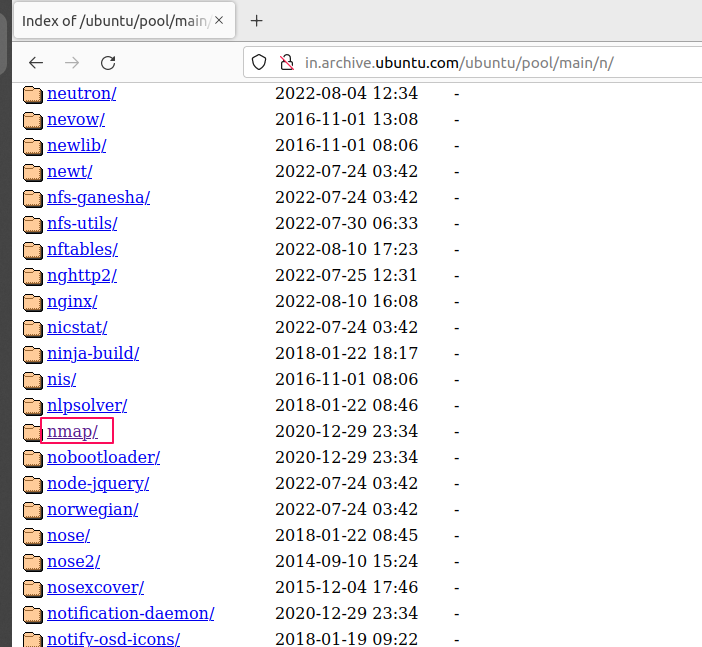 Index of /ubuntu/pool/main/
in.archive.ubuntu.com/ubuntu/pool/main/n/
neutron/ 2022-08-04 12:34 -
nevow/ 2016-11-01 13:08 -
newlib/ 2016-11-01 08:06 -
newt/ 2022-07-24 03:42 -
nfs-ganesha/ 2022-07-24 03:42 -
nfs-utils/ 2022-07-30 06:33 -
nftables/ 2022-08-10 17:23 -
nghttp2/ 2022-07-25 12:31 -
nginx/ 2022-08-10 16:08 -
nicstat/ 2022-07-24 03:42 -
ninja-build/ 2018-01-22 18:17 -
nis/ 2016-11-01 08:06 -
nlpsolver/ 2018-01-22 08:46 -
nmap/ 2020-12-29 23:34 -
nobootloader/ 2020-12-29 23:34 -
node-jquery/ 2022-07-24 03:42 -
norwegian/ 2022-07-24 03:42 -
nose/ 2018-01-22 08:45 -
nose2/ 2014-09-10 15:24 -
nosexcover/ 2015-12-04 17:46 -
notification-daemon/ 2020-12-29 23:34 -
notify-osd-icons/ 2018-01-19 09:22 -